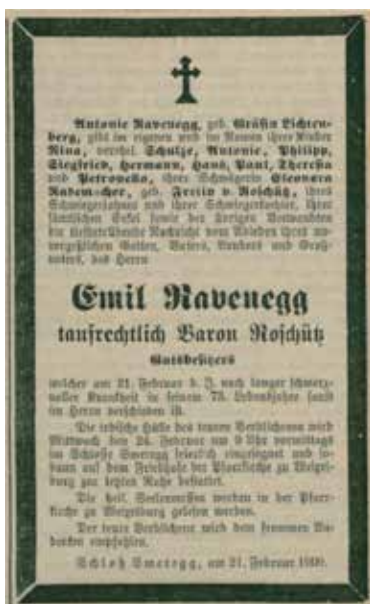 Antonie Ravenegg, geb. Gräfin Lichten-
berg, gibt im eigenen und im Namen ihrer Kinder
Nina, verehel. Schulze, Antonie, Philipp,
Siegfried, Hermann, Hans, Paul, Theresia
und Petronella, ihrer Schwägerin Eleonora
Rademacher, geb. Freiin v. Roschütz, ihres
Schwiegersohnes und ihrer Schwiegertochter, ihrer
sämtlichen Enkel sowie der übrigen Verwandten
die tiefbetrübende Nachricht vom Ableben ihres un-
vergeßlichen Gatten, Vaters, Bruders und Groß-
vaters, des Herrn
Emil Ravenegg
taufrechtlich Baron Roschütz
Gutsbesitzers
welcher am 21. Februar d. J. nach langer schmerz-
voller Krankheit in seinem 73. Lebensjahre sanft
im Herrn verschieden ist.
Die irdische Hülle des teuren Verblichenen wird
Mittwoch den 24. Februar um 9 Uhr vormittags
im Schlosse Smeregg feierlich eingesegnet und so-
dann auf dem Friedhofe der Pfarrkirche zu Weixel-
burg zur letzten Ruhe bestattet.
Die heil. Seelenmessen werden in der Pfarr-
kirche zu Weixelburg gelesen werden.
Der teure Verblichene wird dem frommen An-
denken empfohlen.
Schloß Smeregg, am 21. Februar